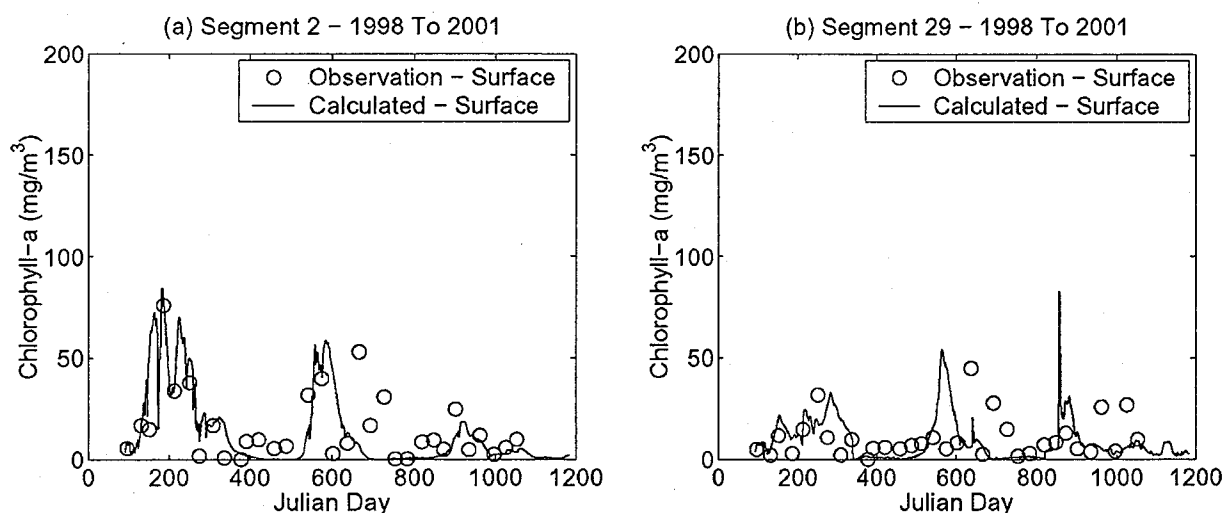 (a) Segment 2 − 1998 To 2001
200
150
100
50
0
Chlorophyll−a (mg/m³)
Observation − Surface
Calculated − Surface
0 200 400 600 800 1000 1200
Julian Day
(b) Segment 29 − 1998 To 2001
200
150
100
50
0
Chlorophyll−a (mg/m³)
Observation − Surface
Calculated − Surface
0 200 400 600 800 1000 1200
Julian Day